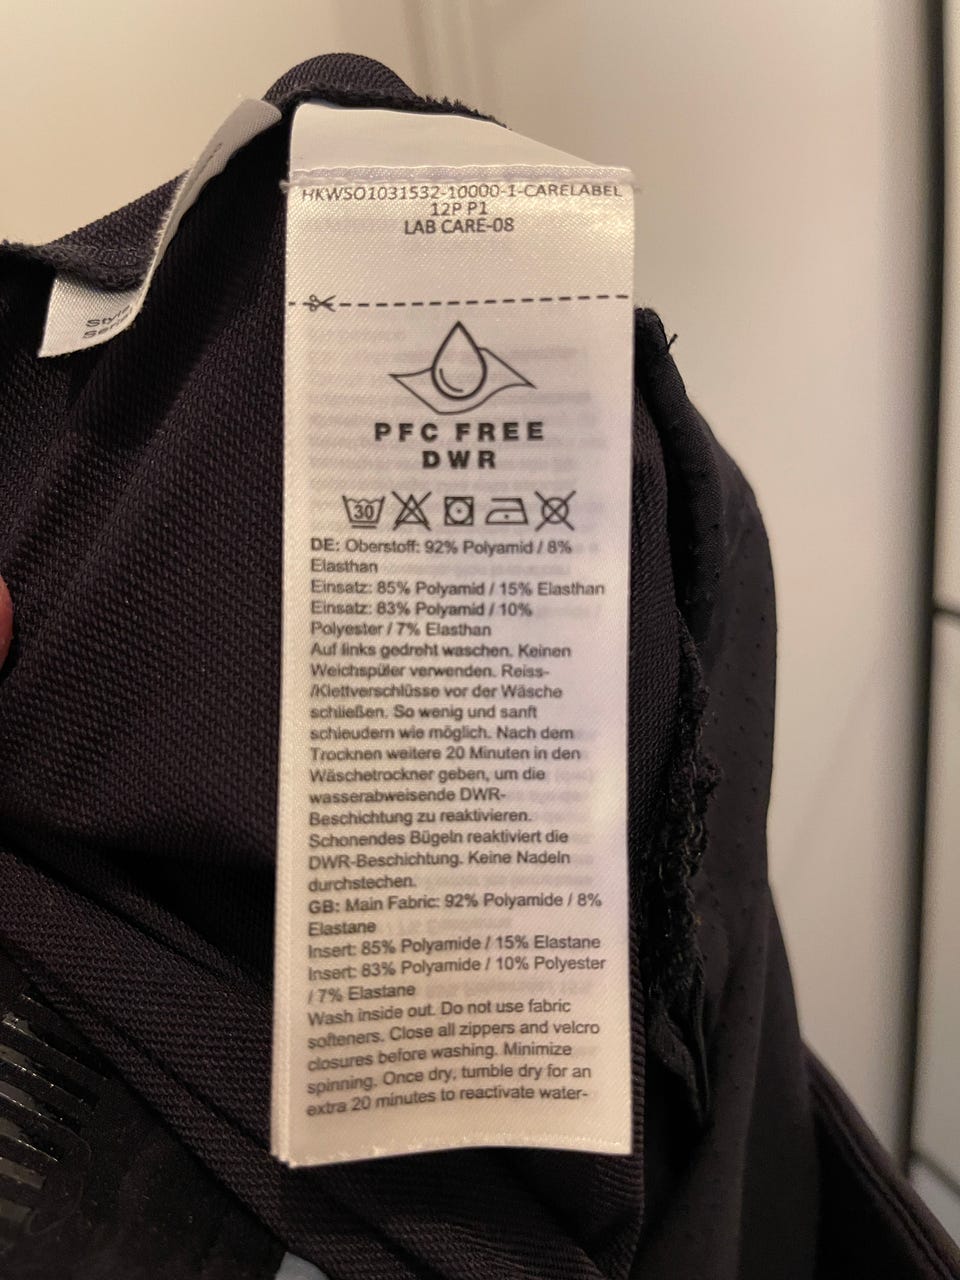 HKWSO1031532-10000-1-CARELABEL
12P P1
LAB CARE-08
PFC FREE
DWR
30
DE: Oberstoff: 92% Polyamid / 8%
Elasthan
Einsatz: 85% Polyamid / 15% Elasthan
Einsatz: 83% Polyamid / 10%
Polyester / 7% Elasthan
Auf links gedreht waschen. Keinen
Weichspüler verwenden. Reiss-
/Klettverschlüsse vor der Wäsche
schließen. So wenig und sanft
schleudern wie möglich. Nach dem
Trocknen weitere 20 Minuten in den
Wäschetrockner geben, um die
wasserabweisende DWR-
Beschichtung zu reaktivieren.
Schonendes Bügeln reaktiviert die
DWR-Beschichtung. Keine Nadeln
durchstechen.
GB: Main Fabric: 92% Polyamide / 8%
Elastane
Insert: 85% Polyamide / 15% Elastane
Insert: 83% Polyamide / 10% Polyester
/ 7% Elastane
Wash inside out. Do not use fabric
softeners. Close all zippers and velcro
closures before washing. Minimize
spinning. Once dry, tumble dry for an
extra 20 minutes to reactivate water-